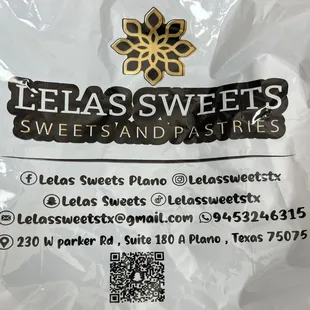 LELAS SWEETS
SWEETS AND PASTRIES
Lelas Sweets Plano Lelassweetstx
Lelas Sweets Lelassweetstx
Lelassweetstx@gmail.com 9453246315
230 W parker Rd , Suite 180 A Plano , Texas 75075